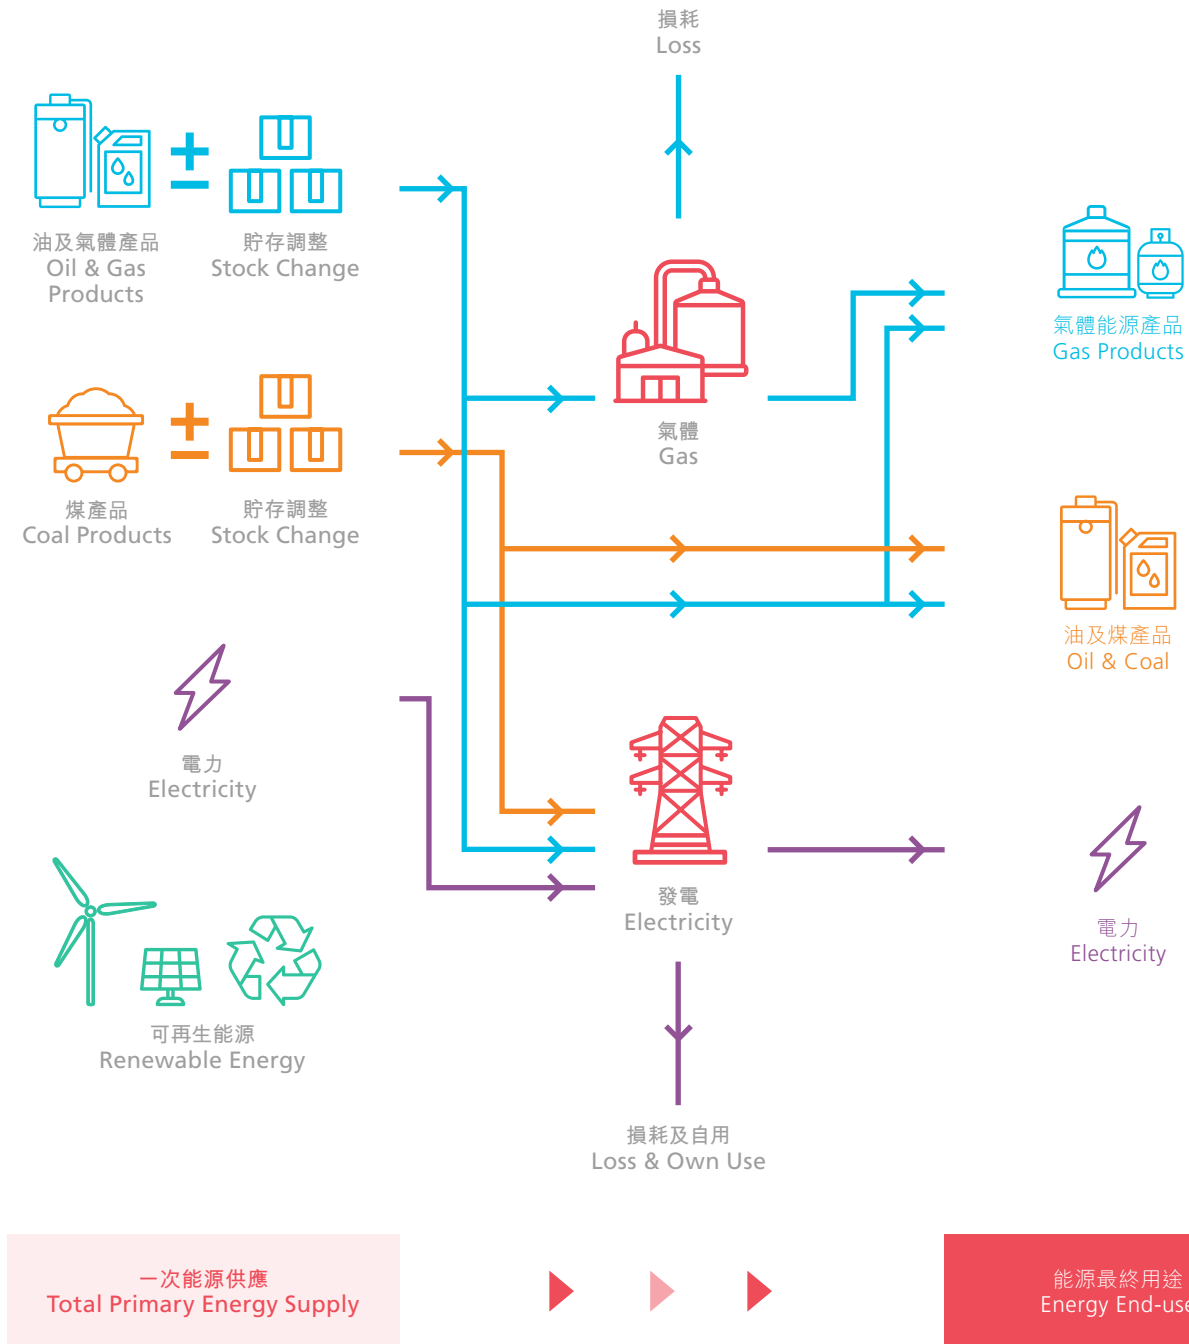 損耗
Loss
油及氣體產品
Oil & Gas
Products
貯存調整
Stock Change
氣體能源產品
Gas Products
氣體
Gas
煤產品
Coal Products
貯存調整
Stock Change
油及煤產品
Oil & Coal
電力
Electricity
發電
Electricity
電力
Electricity
可再生能源
Renewable Energy
損耗及自用
Loss & Own Use
一次能源供應
Total Primary Energy Supply
能源最終用途
Energy End-use